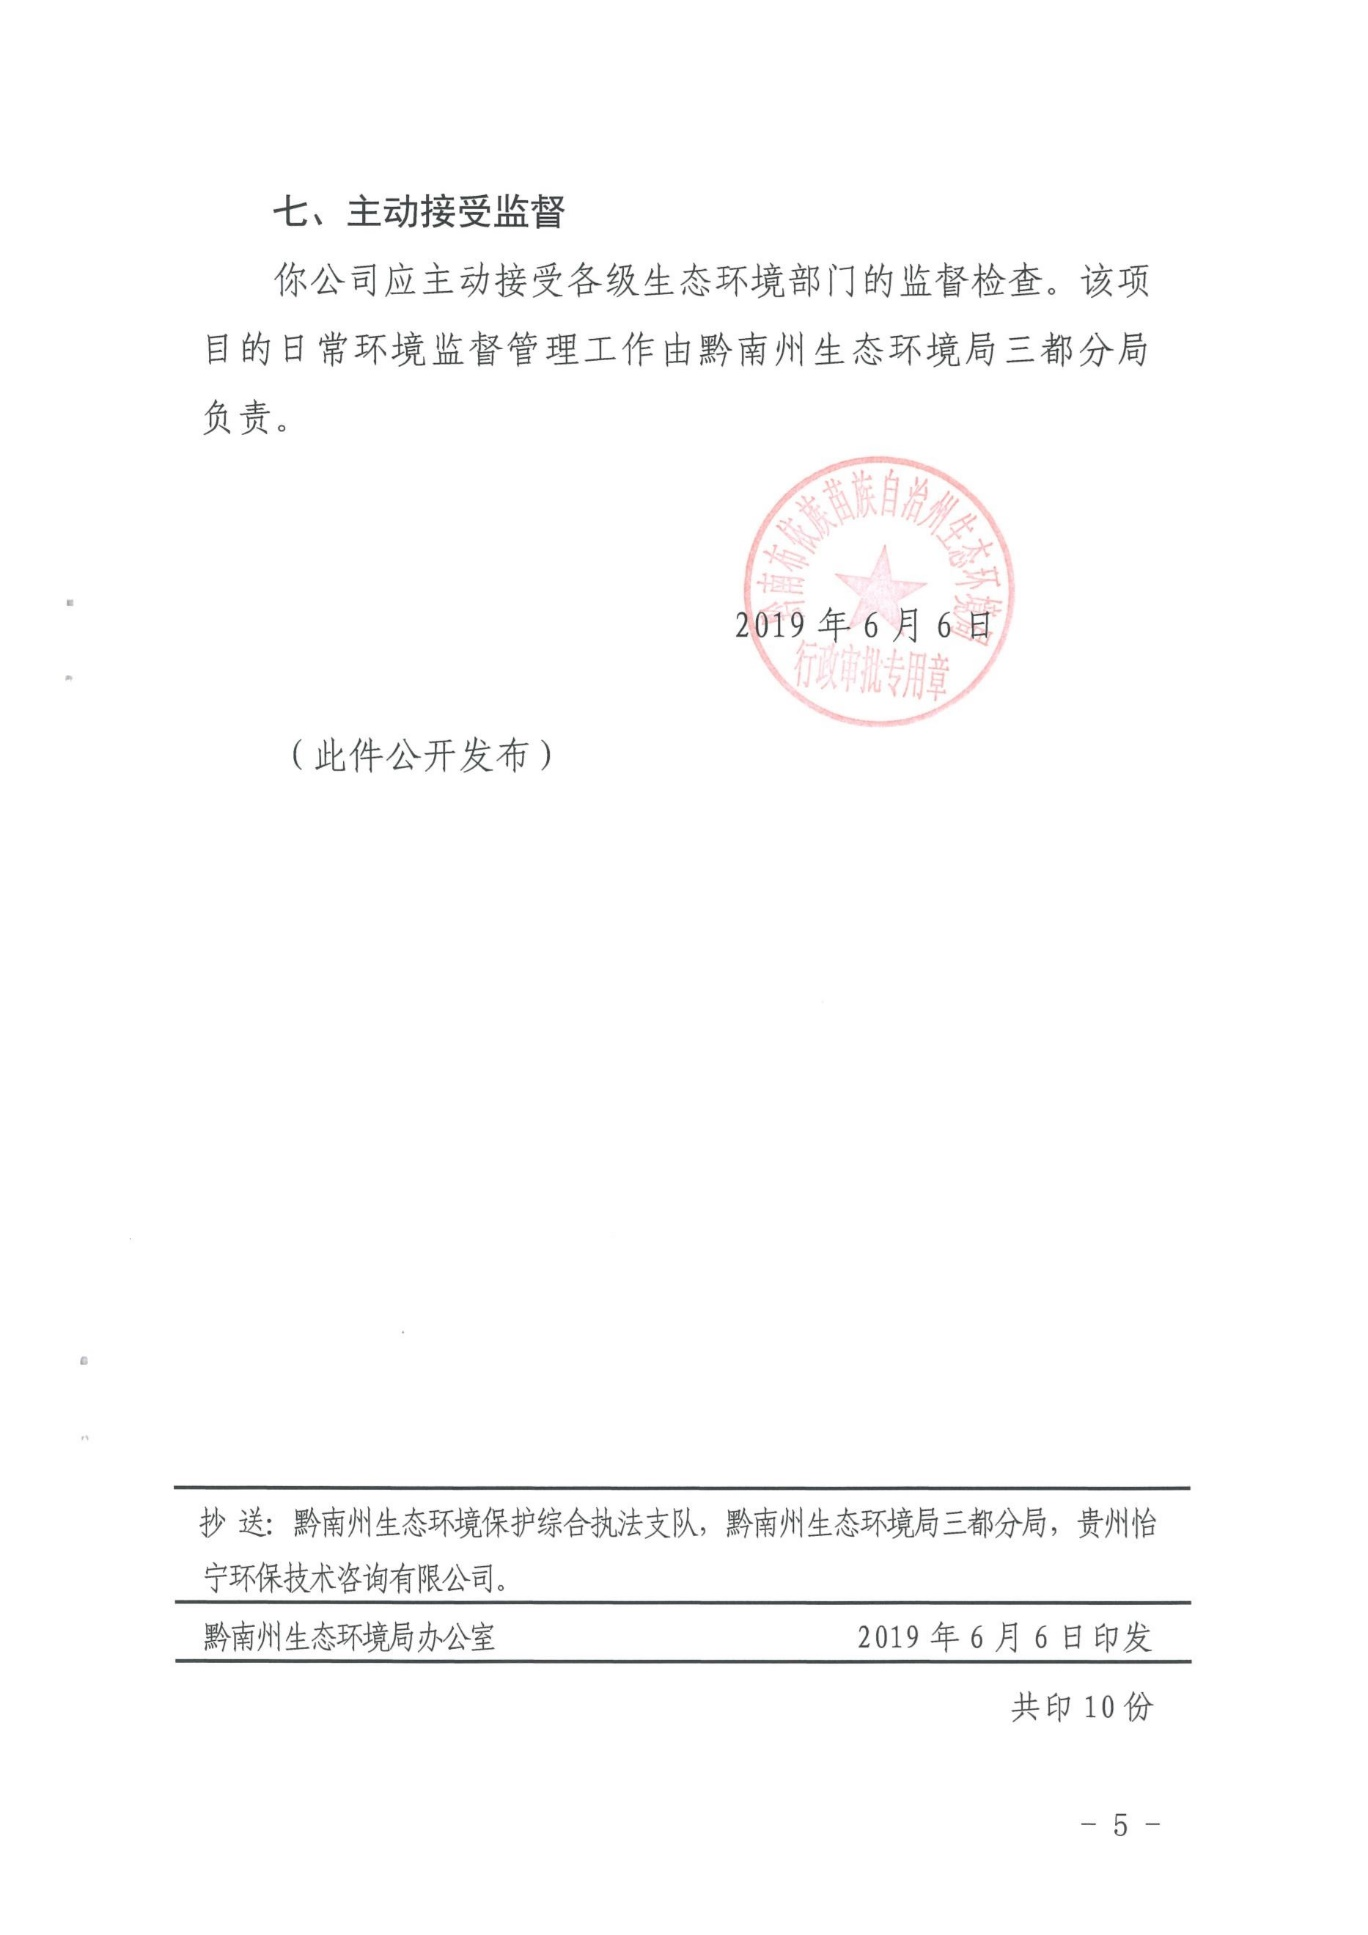 七、主动接受监督
你公司应主动接受各级生态环境部门的监督检查。该项
目的日常环境监督管理工作由黔南州生态环境局三都分局
负责。
黔南布依族苗族自治州生态环境局
2019年6月6日
行政审批专用章
（此件公开发布）
抄 送：黔南州生态环境保护综合执法支队，黔南州生态环境局三都分局，贵州怡
宁环保技术咨询有限公司。
黔南州生态环境局办公室 2019年6月6日印发
共印10份
- 5 -